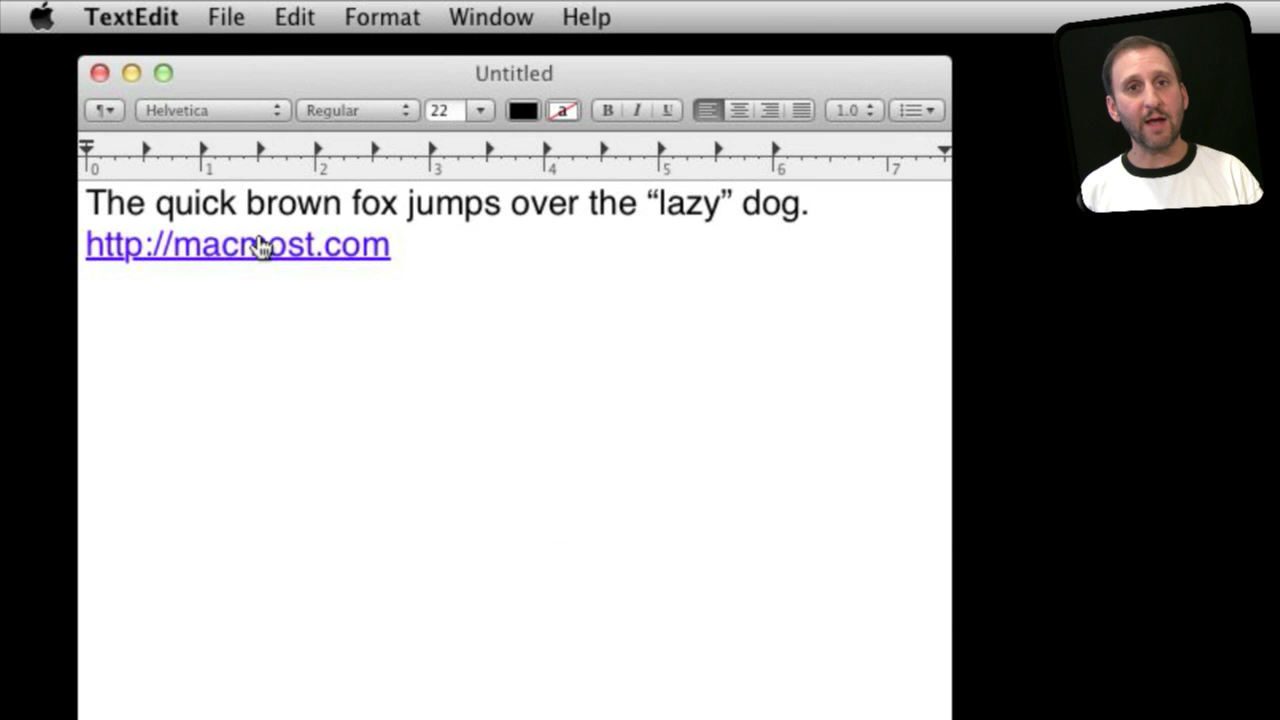 TextEdit File Edit Format Window Help
Untitled
¶ Helvetica Regular 22 a B I U 1.0
0 1 2 3 4 5 6 7
The quick brown fox jumps over the “lazy” dog.
http://macmost.com